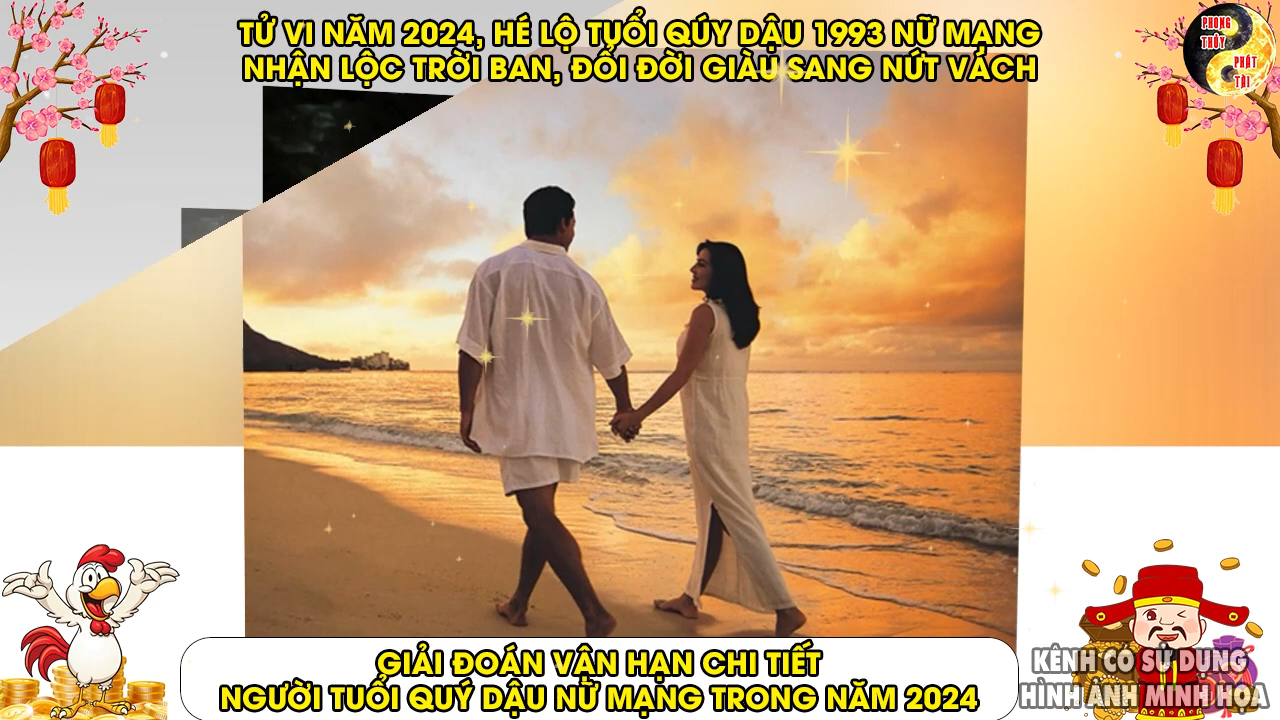 TỬ VI NĂM 2024, HÉ LỘ TUỔI QÚY DẬU 1993 NỮ MẠNG
NHẬN LỘC TRỜI BAN, ĐỔI ĐỜI GIÀU SANG NỨT VÁCH
PHONG
THỦY
PHÁT
TÀI
GIẢI ĐOÁN VẬN HẠN CHI TIẾT
NGƯỜI TUỔI QUÝ DẬU NỮ MẠNG TRONG NĂM 2024
KÊNH CÓ SỬ DỤNG
HÌNH ẢNH MINH HỌA